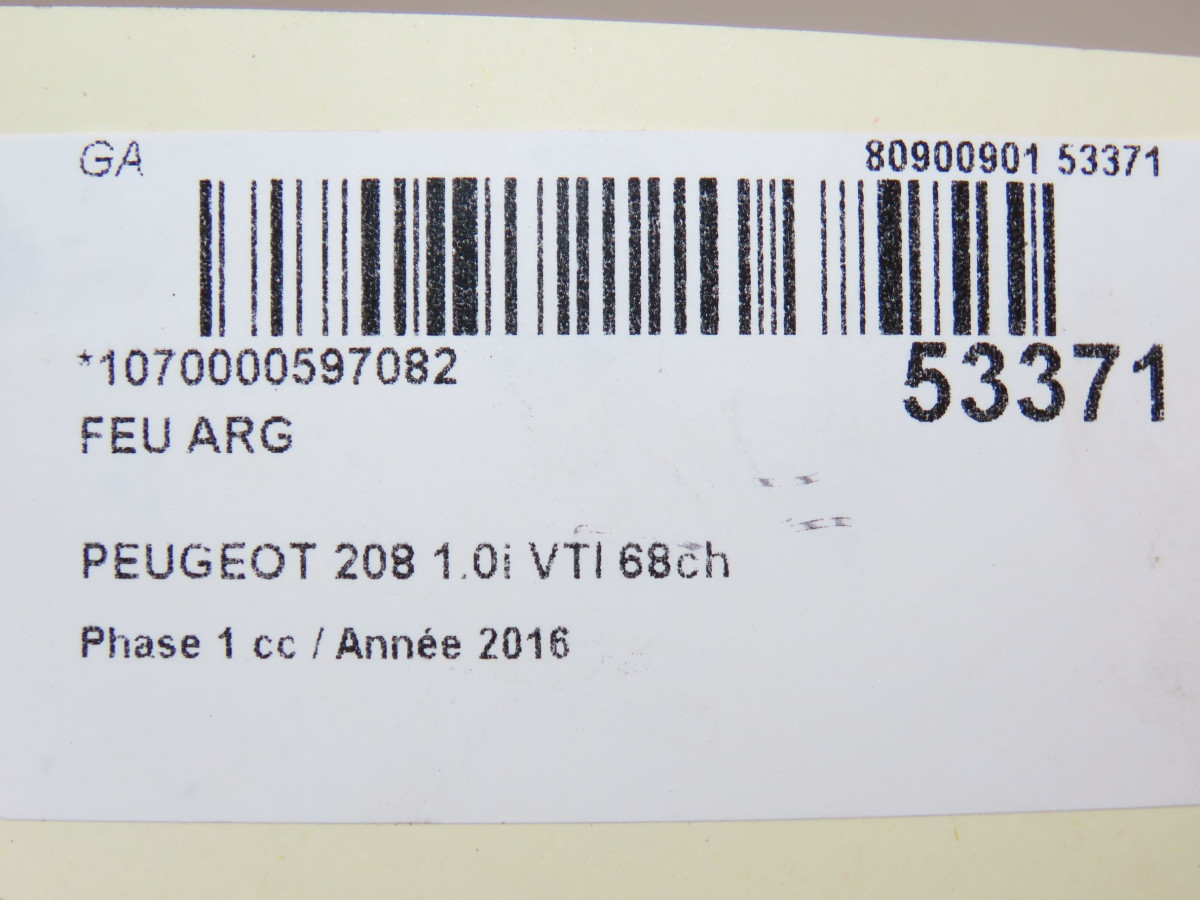 GA 80900901 53371
*1070000597082 53371
FEU ARG
PEUGEOT 208 1.0i VTI 68ch
Phase 1 cc / Année 2016